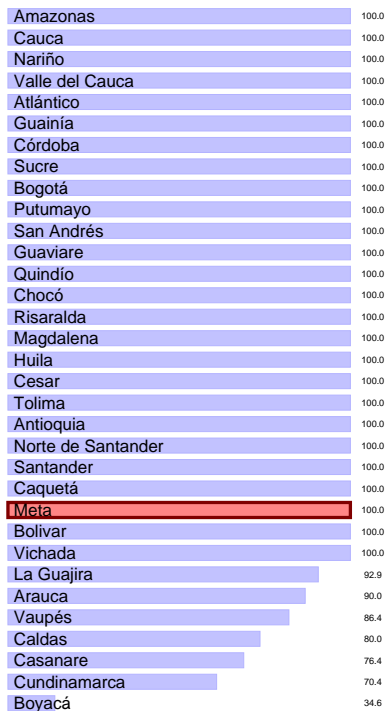 Amazonas 100.0
Cauca 100.0
Nariño 100.0
Valle del Cauca 100.0
Atlántico 100.0
Guainía 100.0
Córdoba 100.0
Sucre 100.0
Bogotá 100.0
Putumayo 100.0
San Andrés 100.0
Guaviare 100.0
Quindío 100.0
Chocó 100.0
Risaralda 100.0
Magdalena 100.0
Huila 100.0
Cesar 100.0
Tolima 100.0
Antioquia 100.0
Norte de Santander 100.0
Santander 100.0
Caquetá 100.0
Meta 100.0
Bolivar 100.0
Vichada 100.0
La Guajira 92.9
Arauca 90.0
Vaupés 86.4
Caldas 80.0
Casanare 76.4
Cundinamarca 70.4
Boyacá 34.6